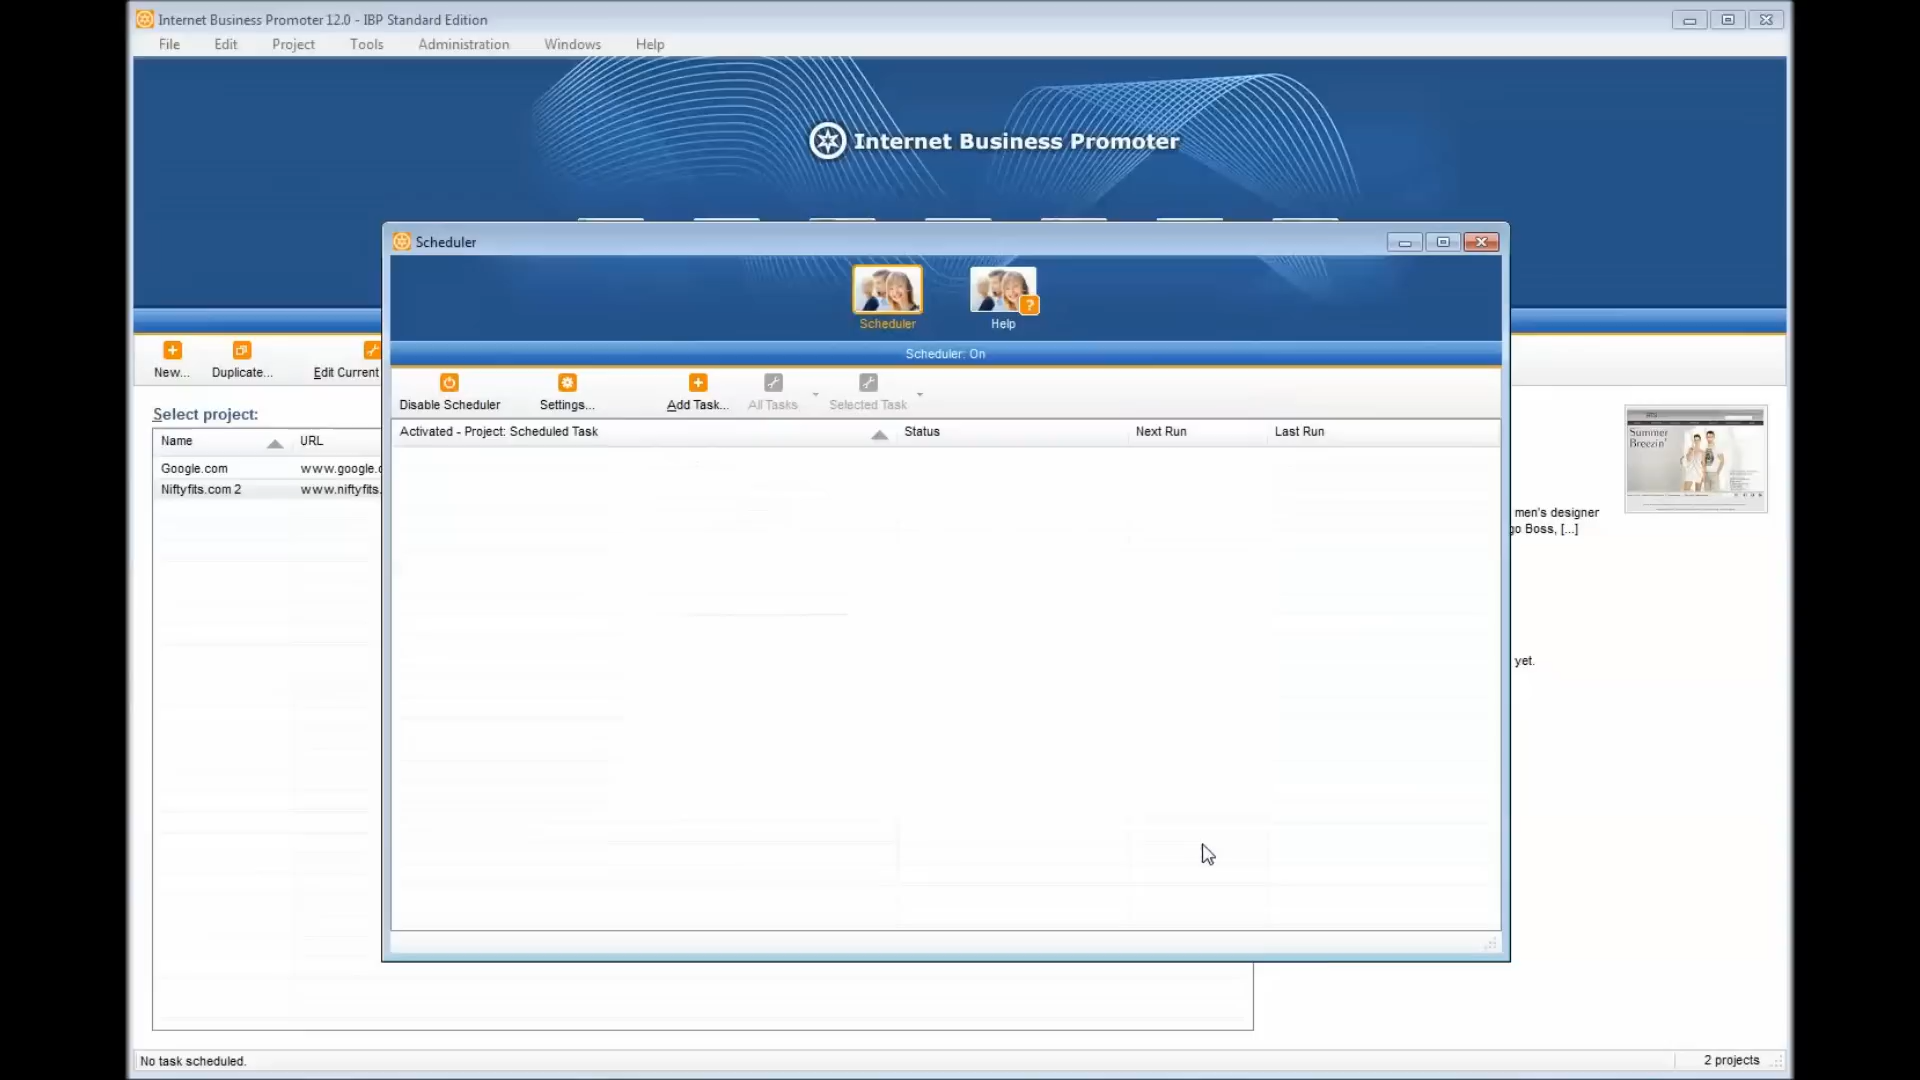 Internet Business Promoter 12.0 - IBP Standard Edition
File Edit Project Tools Administration Windows Help
Internet Business Promoter
Scheduler
Scheduler Help
Scheduler: On
New... Duplicate... Edit Current
Disable Scheduler Settings... Add Task... All Tasks Selected Task
Select project:
Activated - Project: Scheduled Task Status Next Run Last Run
Name URL
Google.com www.google.c
Niftyfits.com 2 www.niftyfits.
Summer
Breezin'
men's designer
go Boss, [...]
yet.
No task scheduled. 2 projects